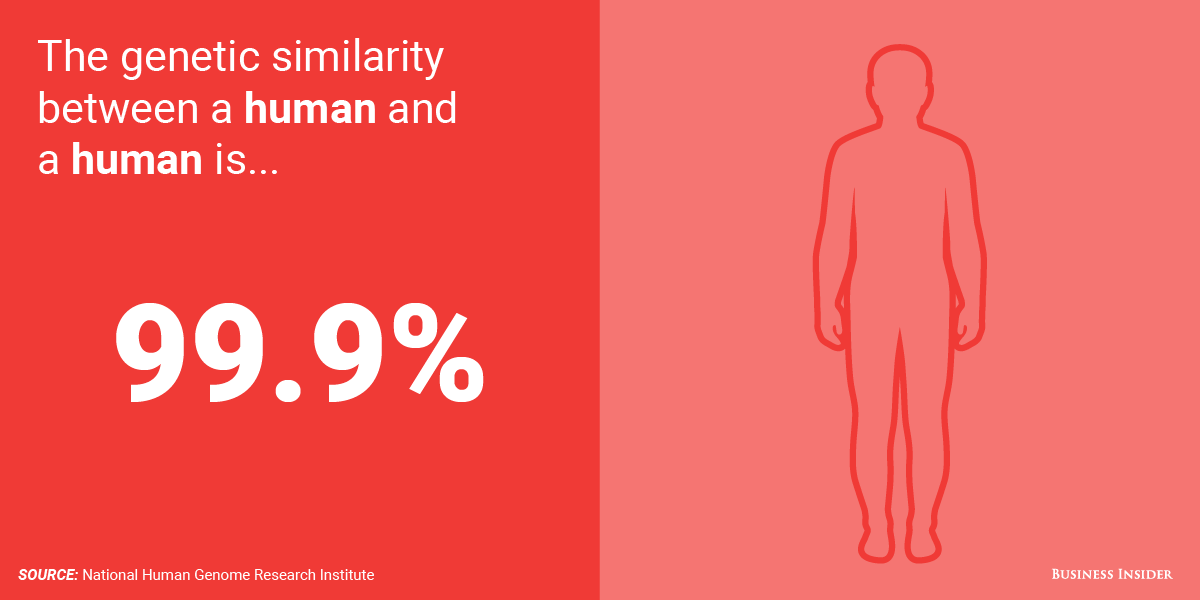 The genetic similarity
between a human and
a human is...
99.9%
SOURCE: National Human Genome Research Institute
BUSINESS INSIDER